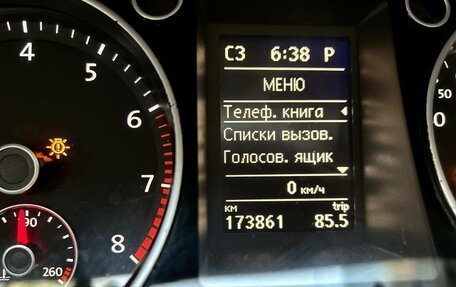 СЗ 6:38 P
МЕНЮ
Телеф. книга
Списки вызов.
Голосов. ящик
0 км/ч
км trip
173861 85.5
4
5
6
7
8
90
260
50
0